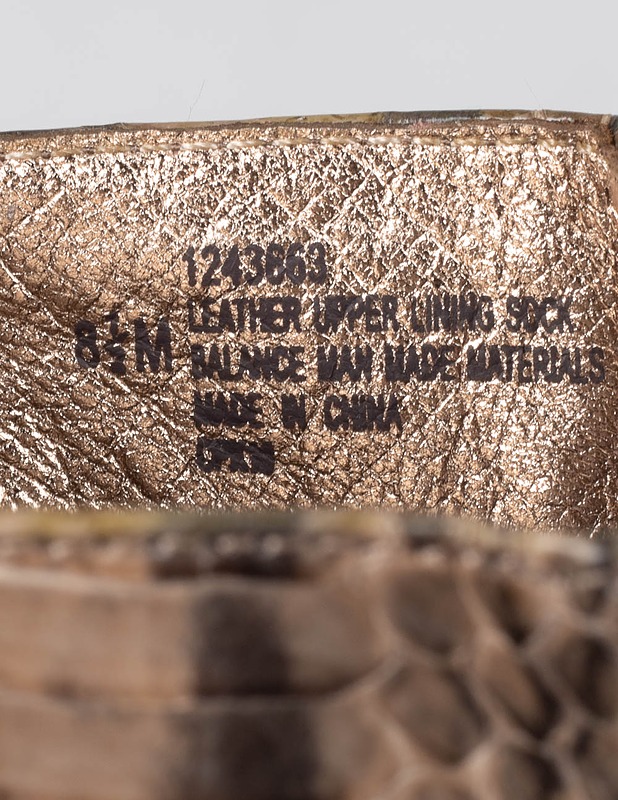 1243863
8½M
LEATHER UPPER LINING SOCK
BALANCE MAN MADE MATERIALS
MADE IN CHINA